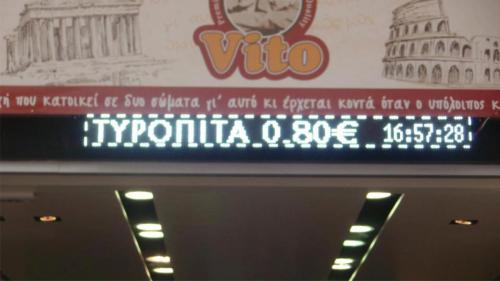 Vito
που κατοικεί σε δυο σώματα γι' αυτό κι έρχεται κοντά όταν ο υπόλοιπος
ΤΥΡΟΠΙΤΑ 0.80€ 16:57:28